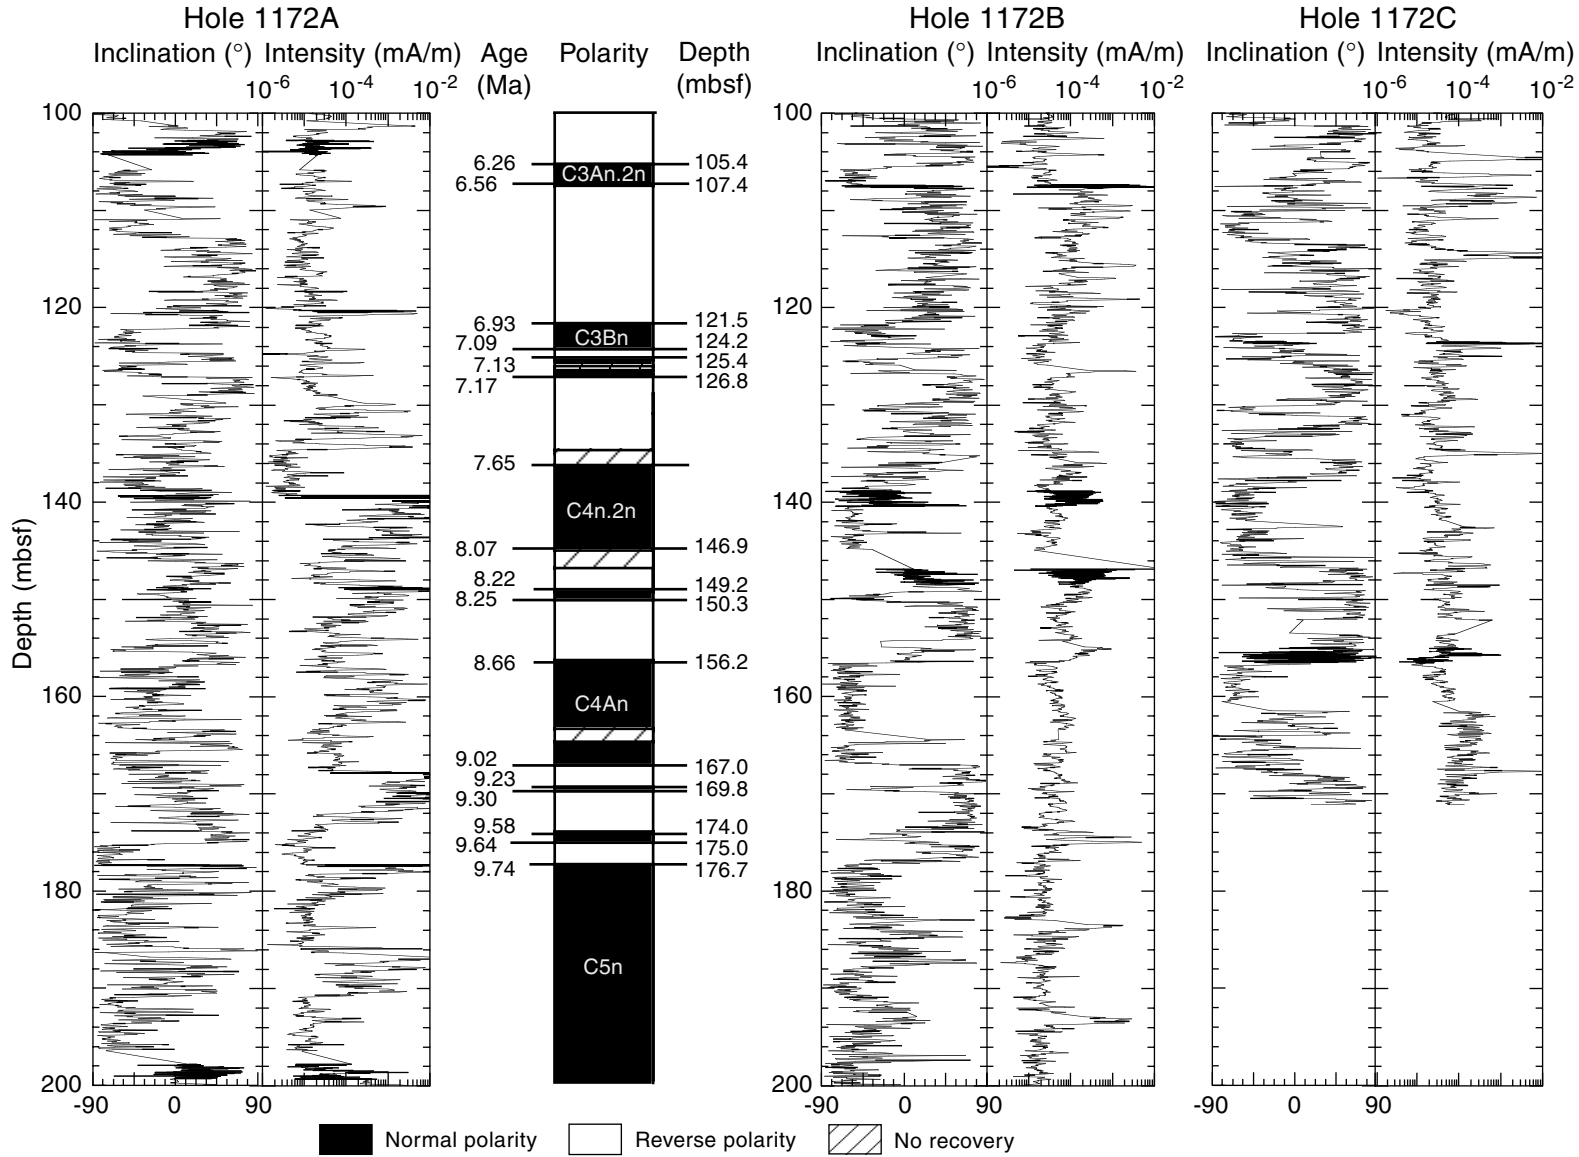 Hole 1172A
Hole 1172B
Hole 1172C
Inclination (°) Intensity (mA/m)
10-6 10-4 10-2
Age
(Ma)
Polarity
Depth
(mbsf)
Inclination (°) Intensity (mA/m)
10-6 10-4 10-2
Inclination (°) Intensity (mA/m)
10-6 10-4 10-2
Depth (mbsf)
100
120
140
160
180
200
-90 0 90
6.26
6.56
6.93
7.09
7.13
7.17
7.65
8.07
8.22
8.25
8.66
9.02
9.23
9.30
9.58
9.64
9.74
C3An.2n
C3Bn
C4n.2n
C4An
C5n
105.4
107.4
121.5
124.2
125.4
126.8
146.9
149.2
150.3
156.2
167.0
169.8
174.0
175.0
176.7
100
120
140
160
180
200
-90 0 90
100
120
140
160
180
200
-90 0 90
Normal polarity
Reverse polarity
No recovery